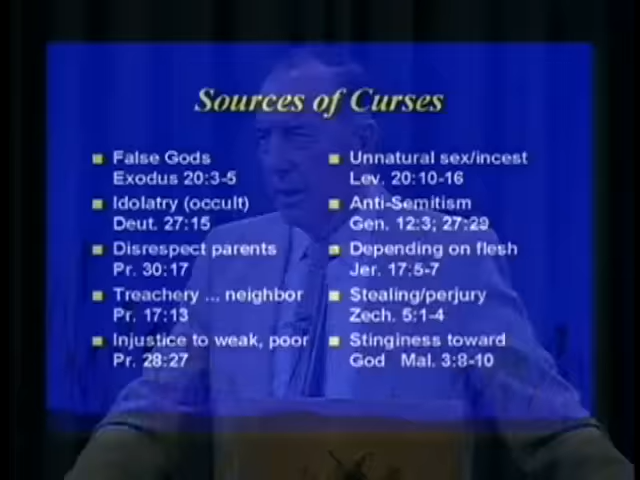 Sources of Curses
False Gods
Exodus 20:3-5
Idolatry (occult)
Deut. 27:15
Disrespect parents
Pr. 30:17
Treachery ... neighbor
Pr. 17:13
Injustice to weak, poor
Pr. 28:27
Unnatural sex/incest
Lev. 20:10-16
Anti-Semitism
Gen. 12:3; 27:29
Depending on flesh
Jer. 17:5-7
Stealing/perjury
Zech. 5:1-4
Stinginess toward
God Mal. 3:8-10